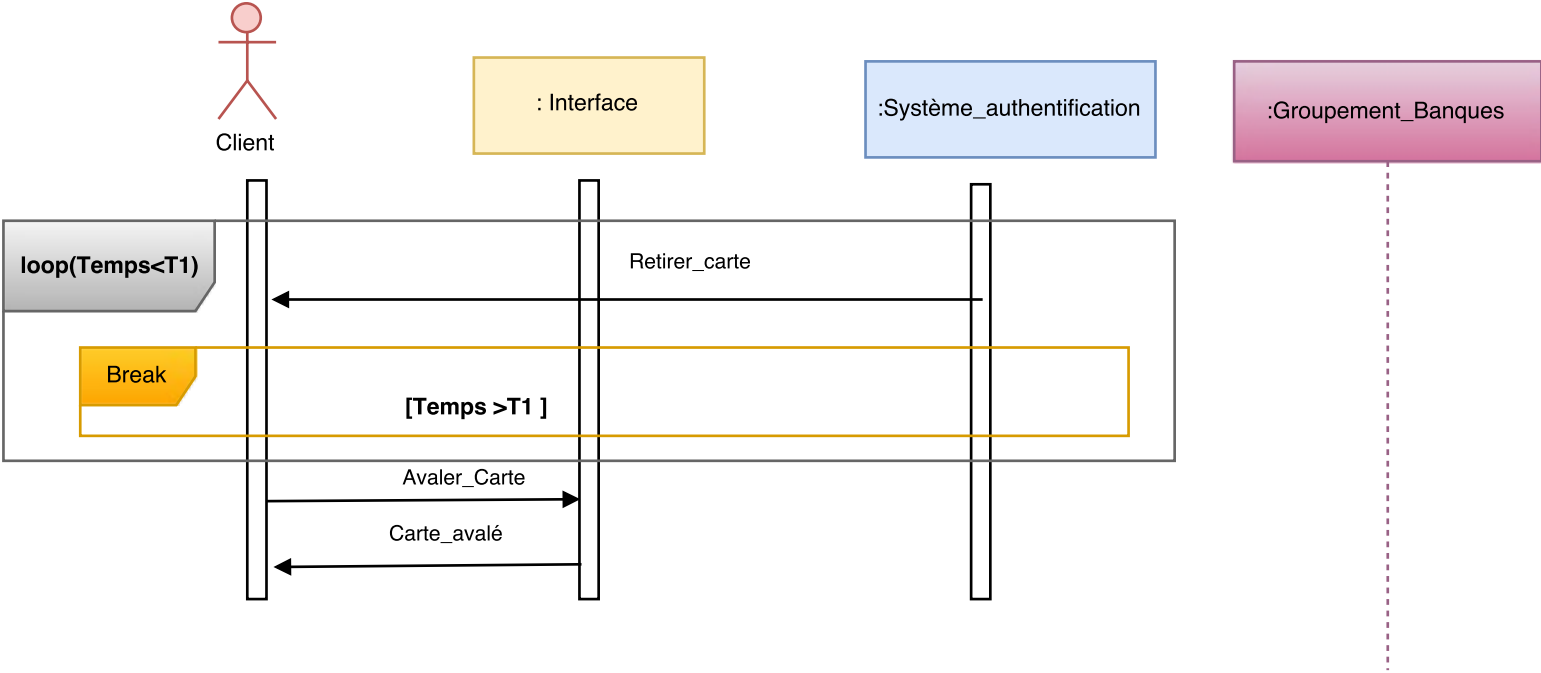 Client
: Interface
:Système_authentification
:Groupement_Banques
loop(Temps<T1)
Retirer_carte
Break
[Temps >T1 ]
Avaler_Carte
Carte_avalé